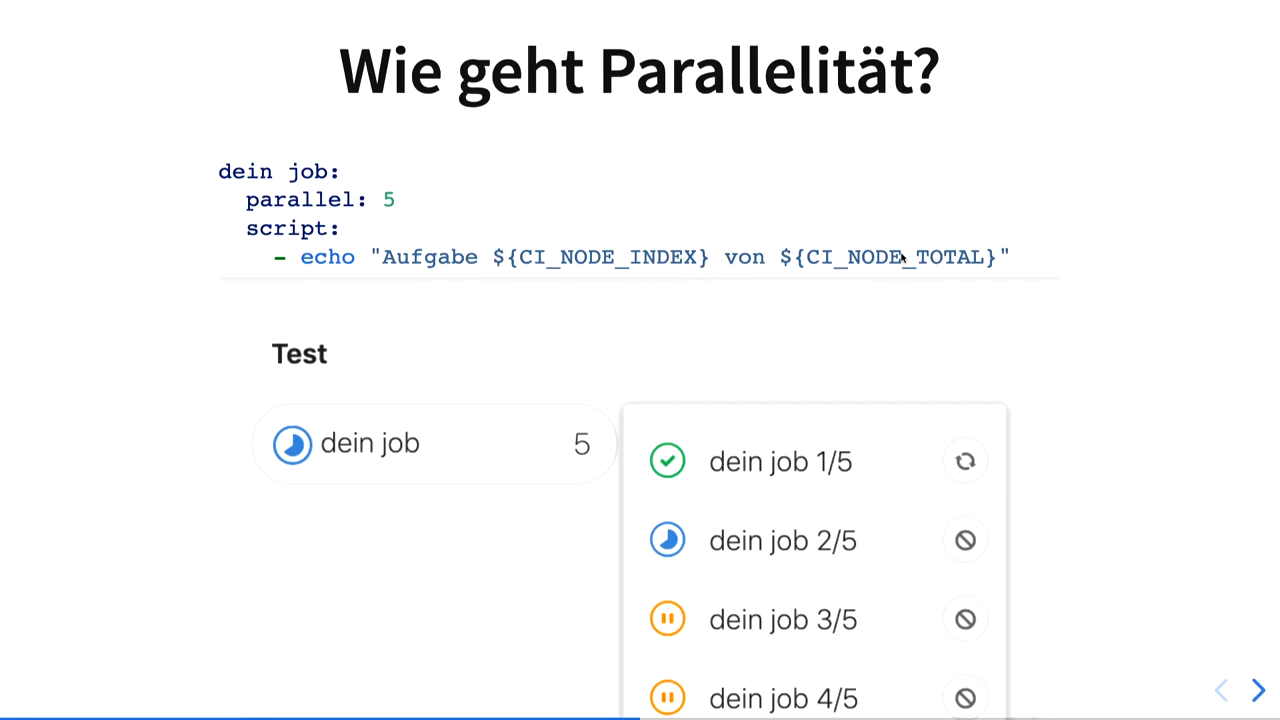 Wie geht Parallelität?
dein job:
parallel: 5
script:
- echo "Aufgabe ${CI_NODE_INDEX} von ${CI_NODE_TOTAL}"
Test
dein job 5
dein job 1/5
dein job 2/5
dein job 3/5
dein job 4/5